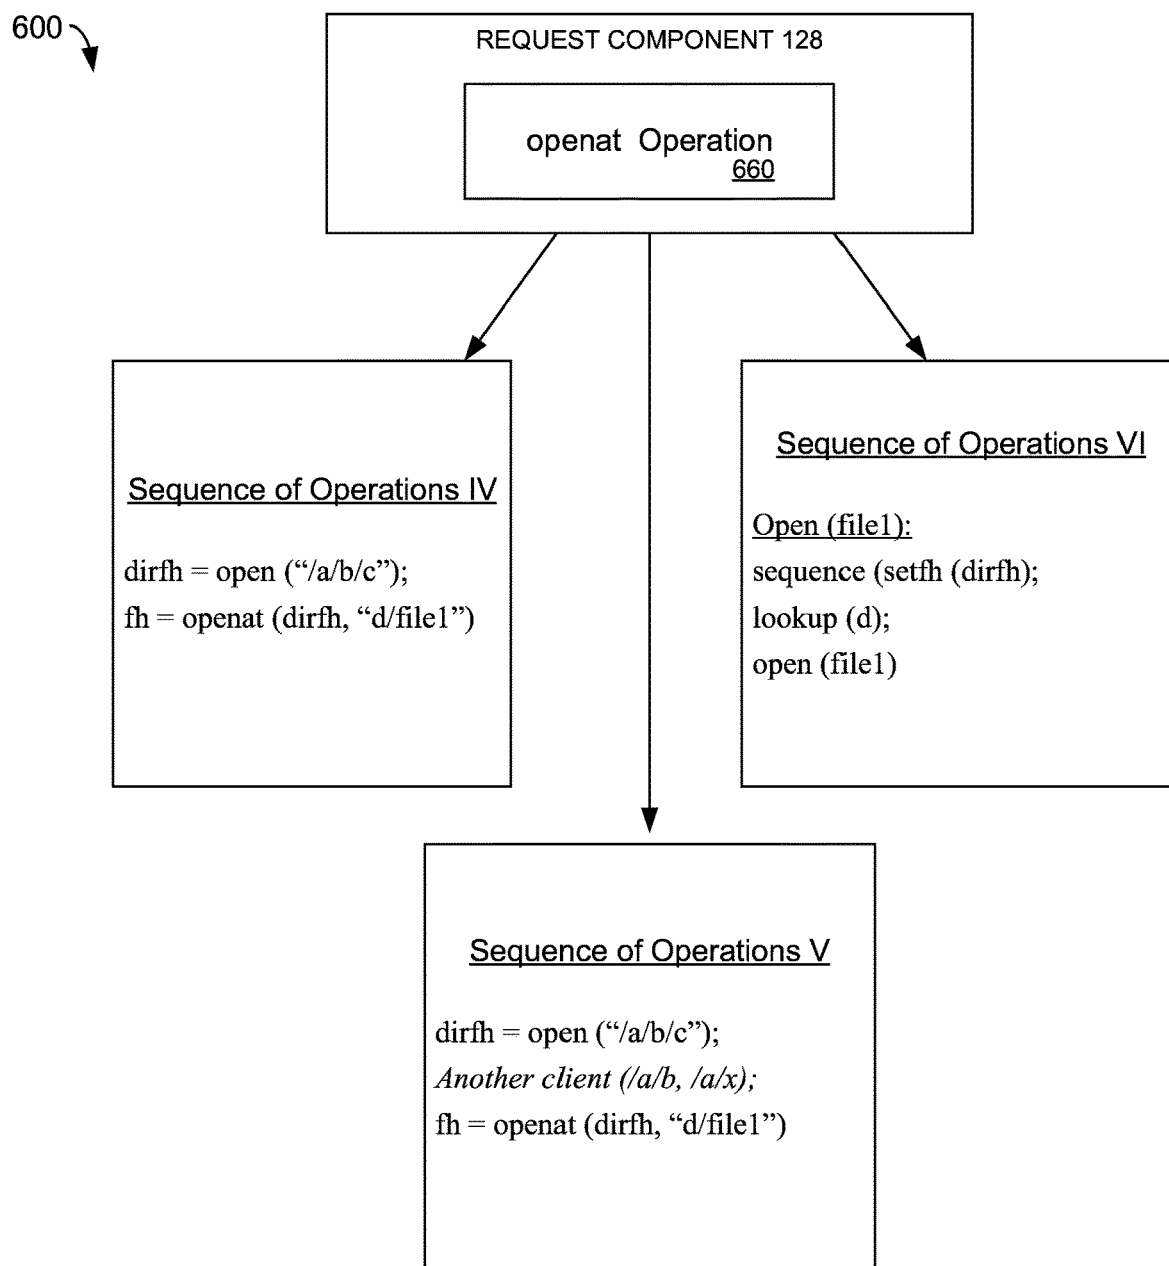 600
REQUEST COMPONENT 128
openat Operation
660
Sequence of Operations IV
dirfh = open (“/a/b/c”);
fh = openat (dirfh, “d/file1”)
Sequence of Operations VI
Open (file1):
sequence (setfh (dirfh);
lookup (d);
open (file1)
Sequence of Operations V
dirfh = open (“/a/b/c”);
Another client (/a/b, /a/x);
fh = openat (dirfh, “d/file1”)